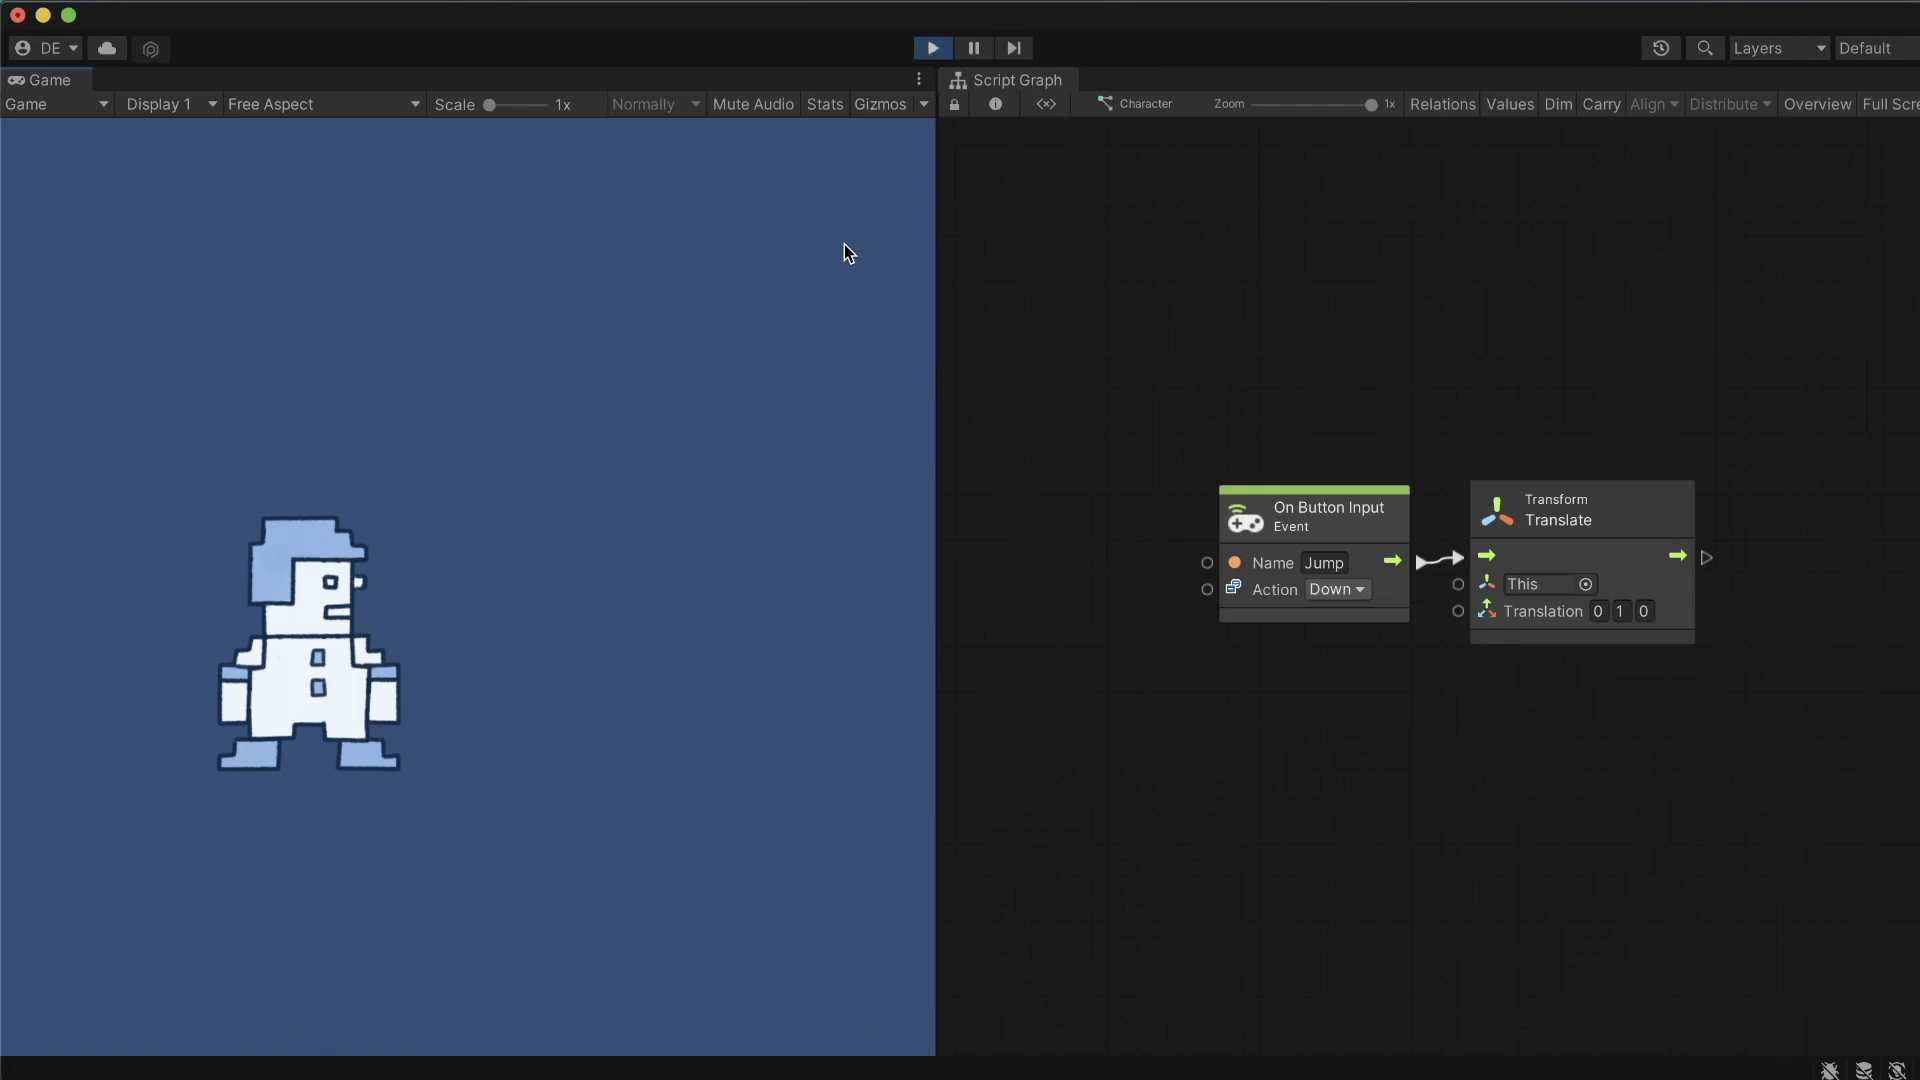 DE
Layers
Default
Game
Script Graph
Game
Display 1
Free Aspect
Scale
1x
Normally
Mute Audio
Stats
Gizmos
Character
Zoom
1x
Relations
Values
Dim
Carry
Align
Distribute
Overview
Full Scre
On Button Input
Event
Name Jump
Action Down
Transform
Translate
This
Translation 0 1 0